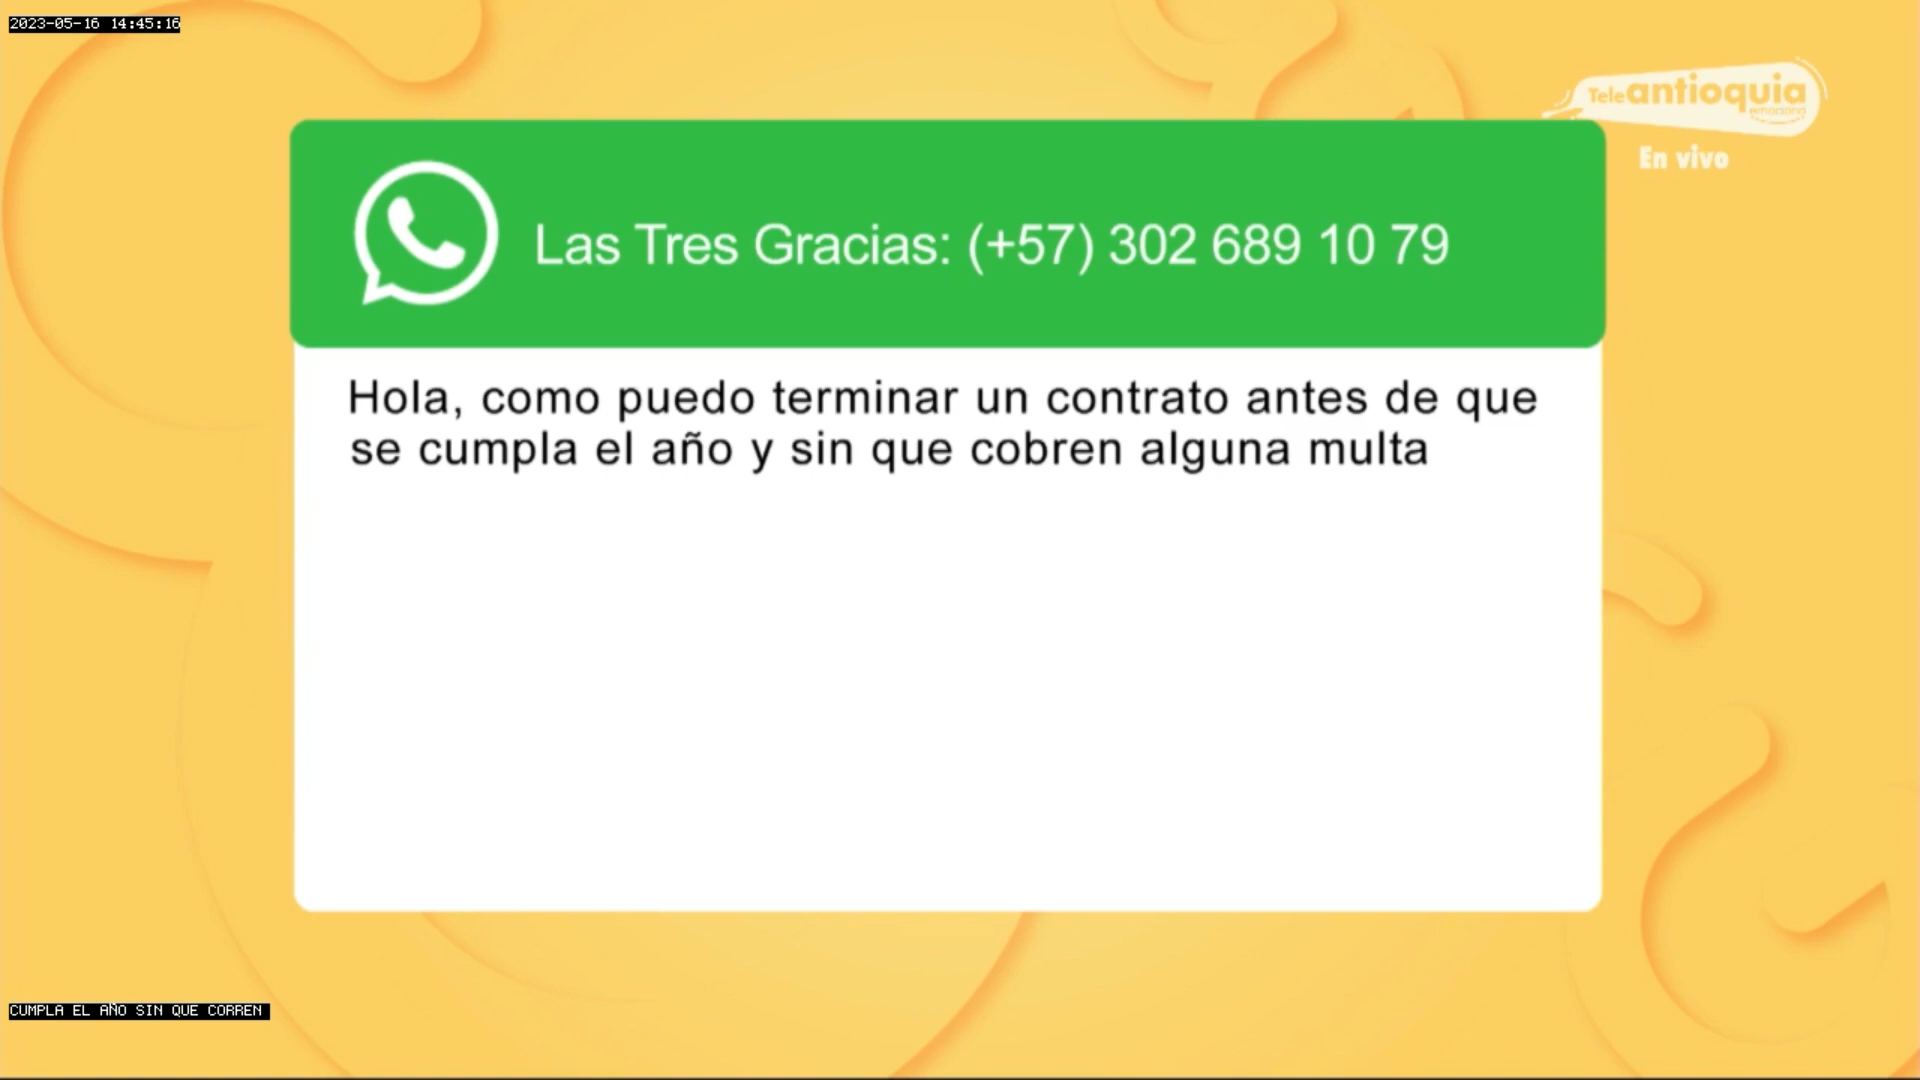 2023-05-16 14:45:16
Teleantioquia
emociona
En vivo
Las Tres Gracias: (+57) 302 689 10 79
Hola, como puedo terminar un contrato antes de que
se cumpla el año y sin que cobren alguna multa
CUMPLA EL AÑO SIN QUE CORREN